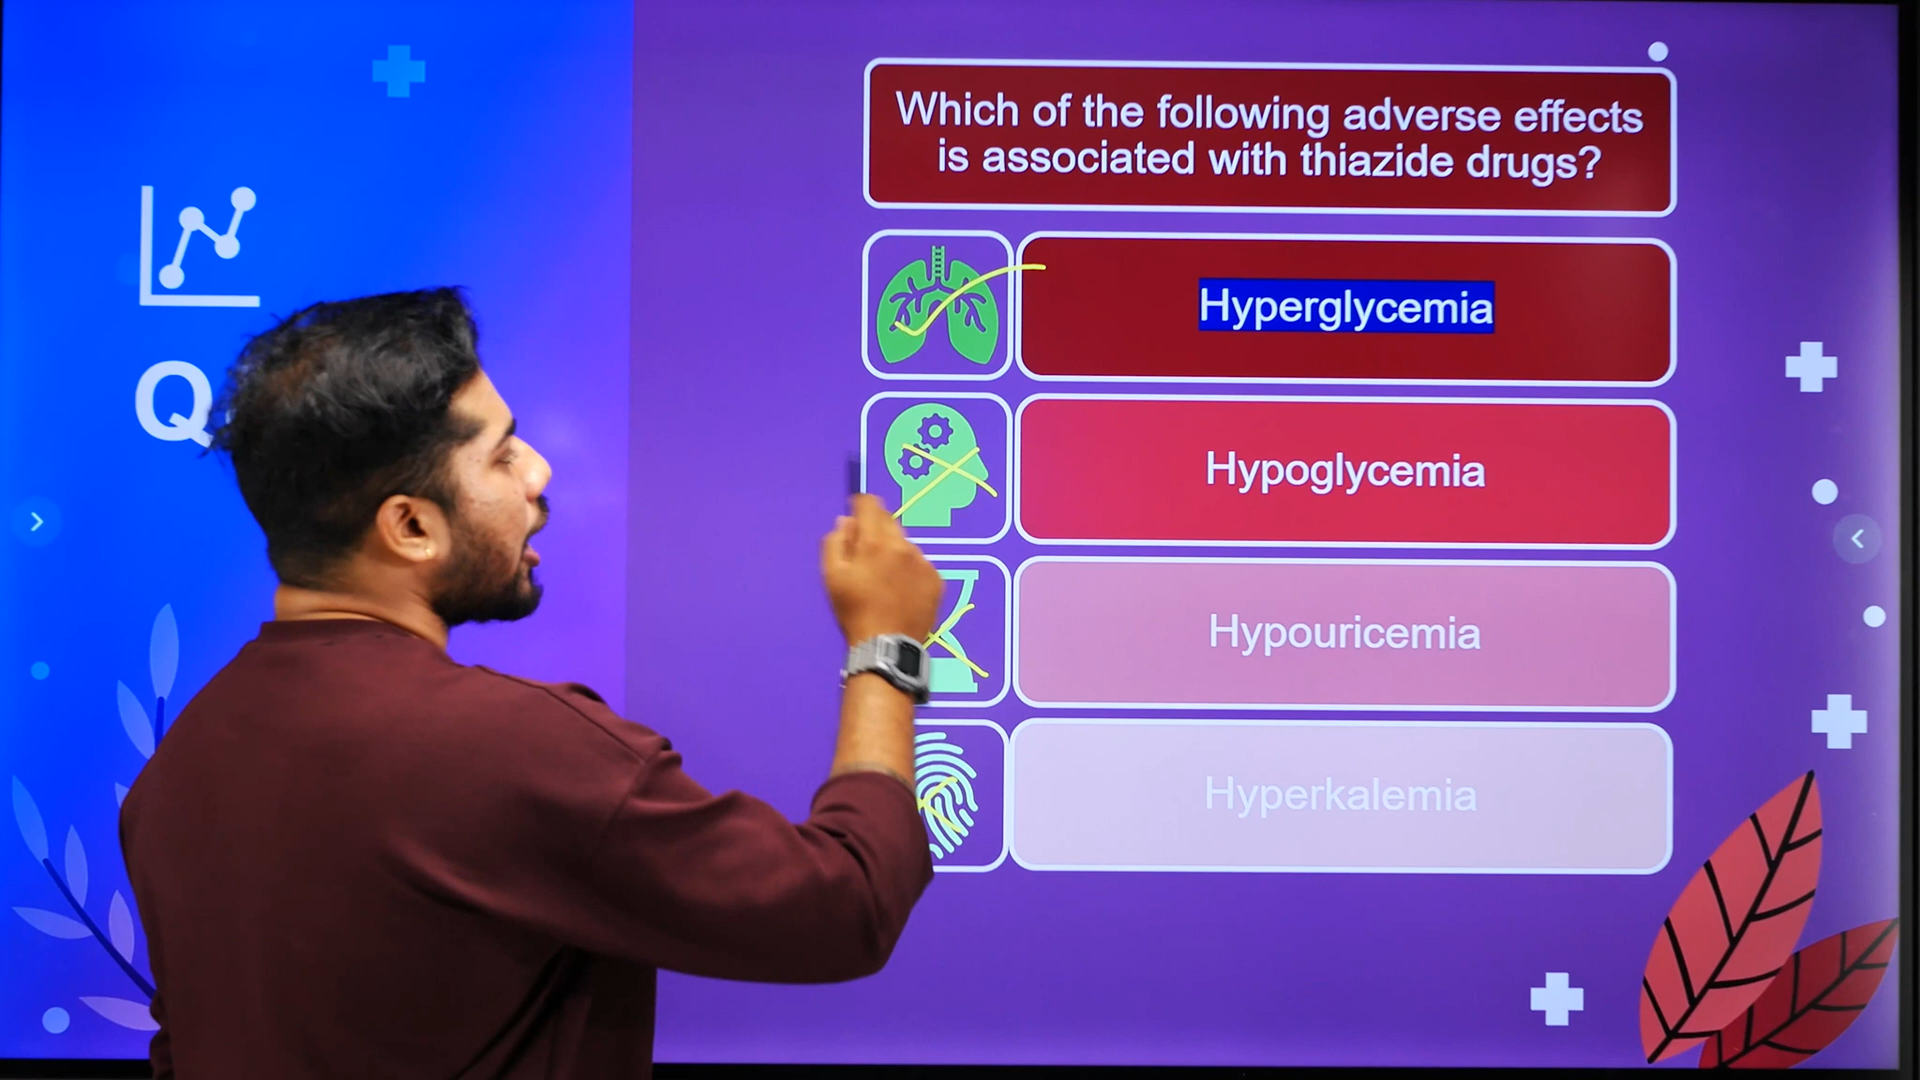 Which of the following adverse effects
is associated with thiazide drugs?
Hyperglycemia
Q
Hypoglycemia
Hypouricemia
Hyperkalemia